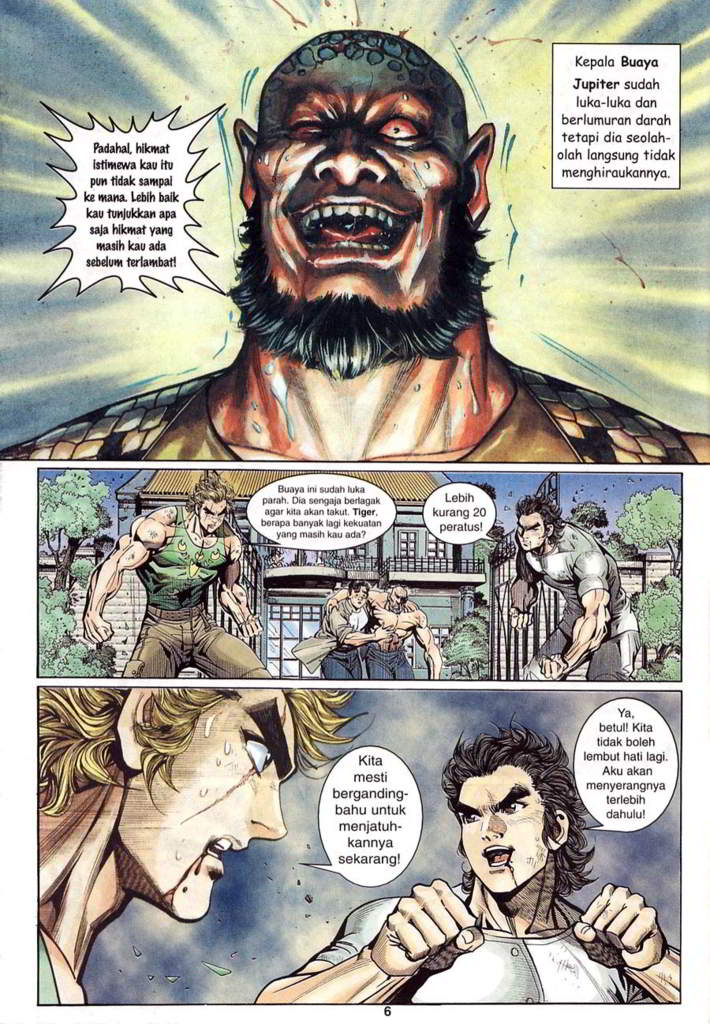 Padahal, hikmat
istimewa kau itu
pun tidak sampai
ke mana. Lebih baik
kau tunjukkan apa
saja hikmat yang
masih kau ada
sebelum terlambat!
Kepala Buaya
Jupiter sudah
luka-luka dan
berlumuran darah
tetapi dia seolah-
olah langsung tidak
menghiraukannya.
Buaya ini sudah luka
parah. Dia sengaja berlagak
agar kita akan takut. Tiger,
berapa banyak lagi kekuatan
yang masih kau ada?
Lebih
kurang 20
peratus!
Kita
mesti
berganding-
bahu untuk
menjatuh-
kannya
sekarang!
Ya,
betul! Kita
tidak boleh
lembut hati lagi.
Aku akan
menyerangnya
terlebih
dahulu!
6